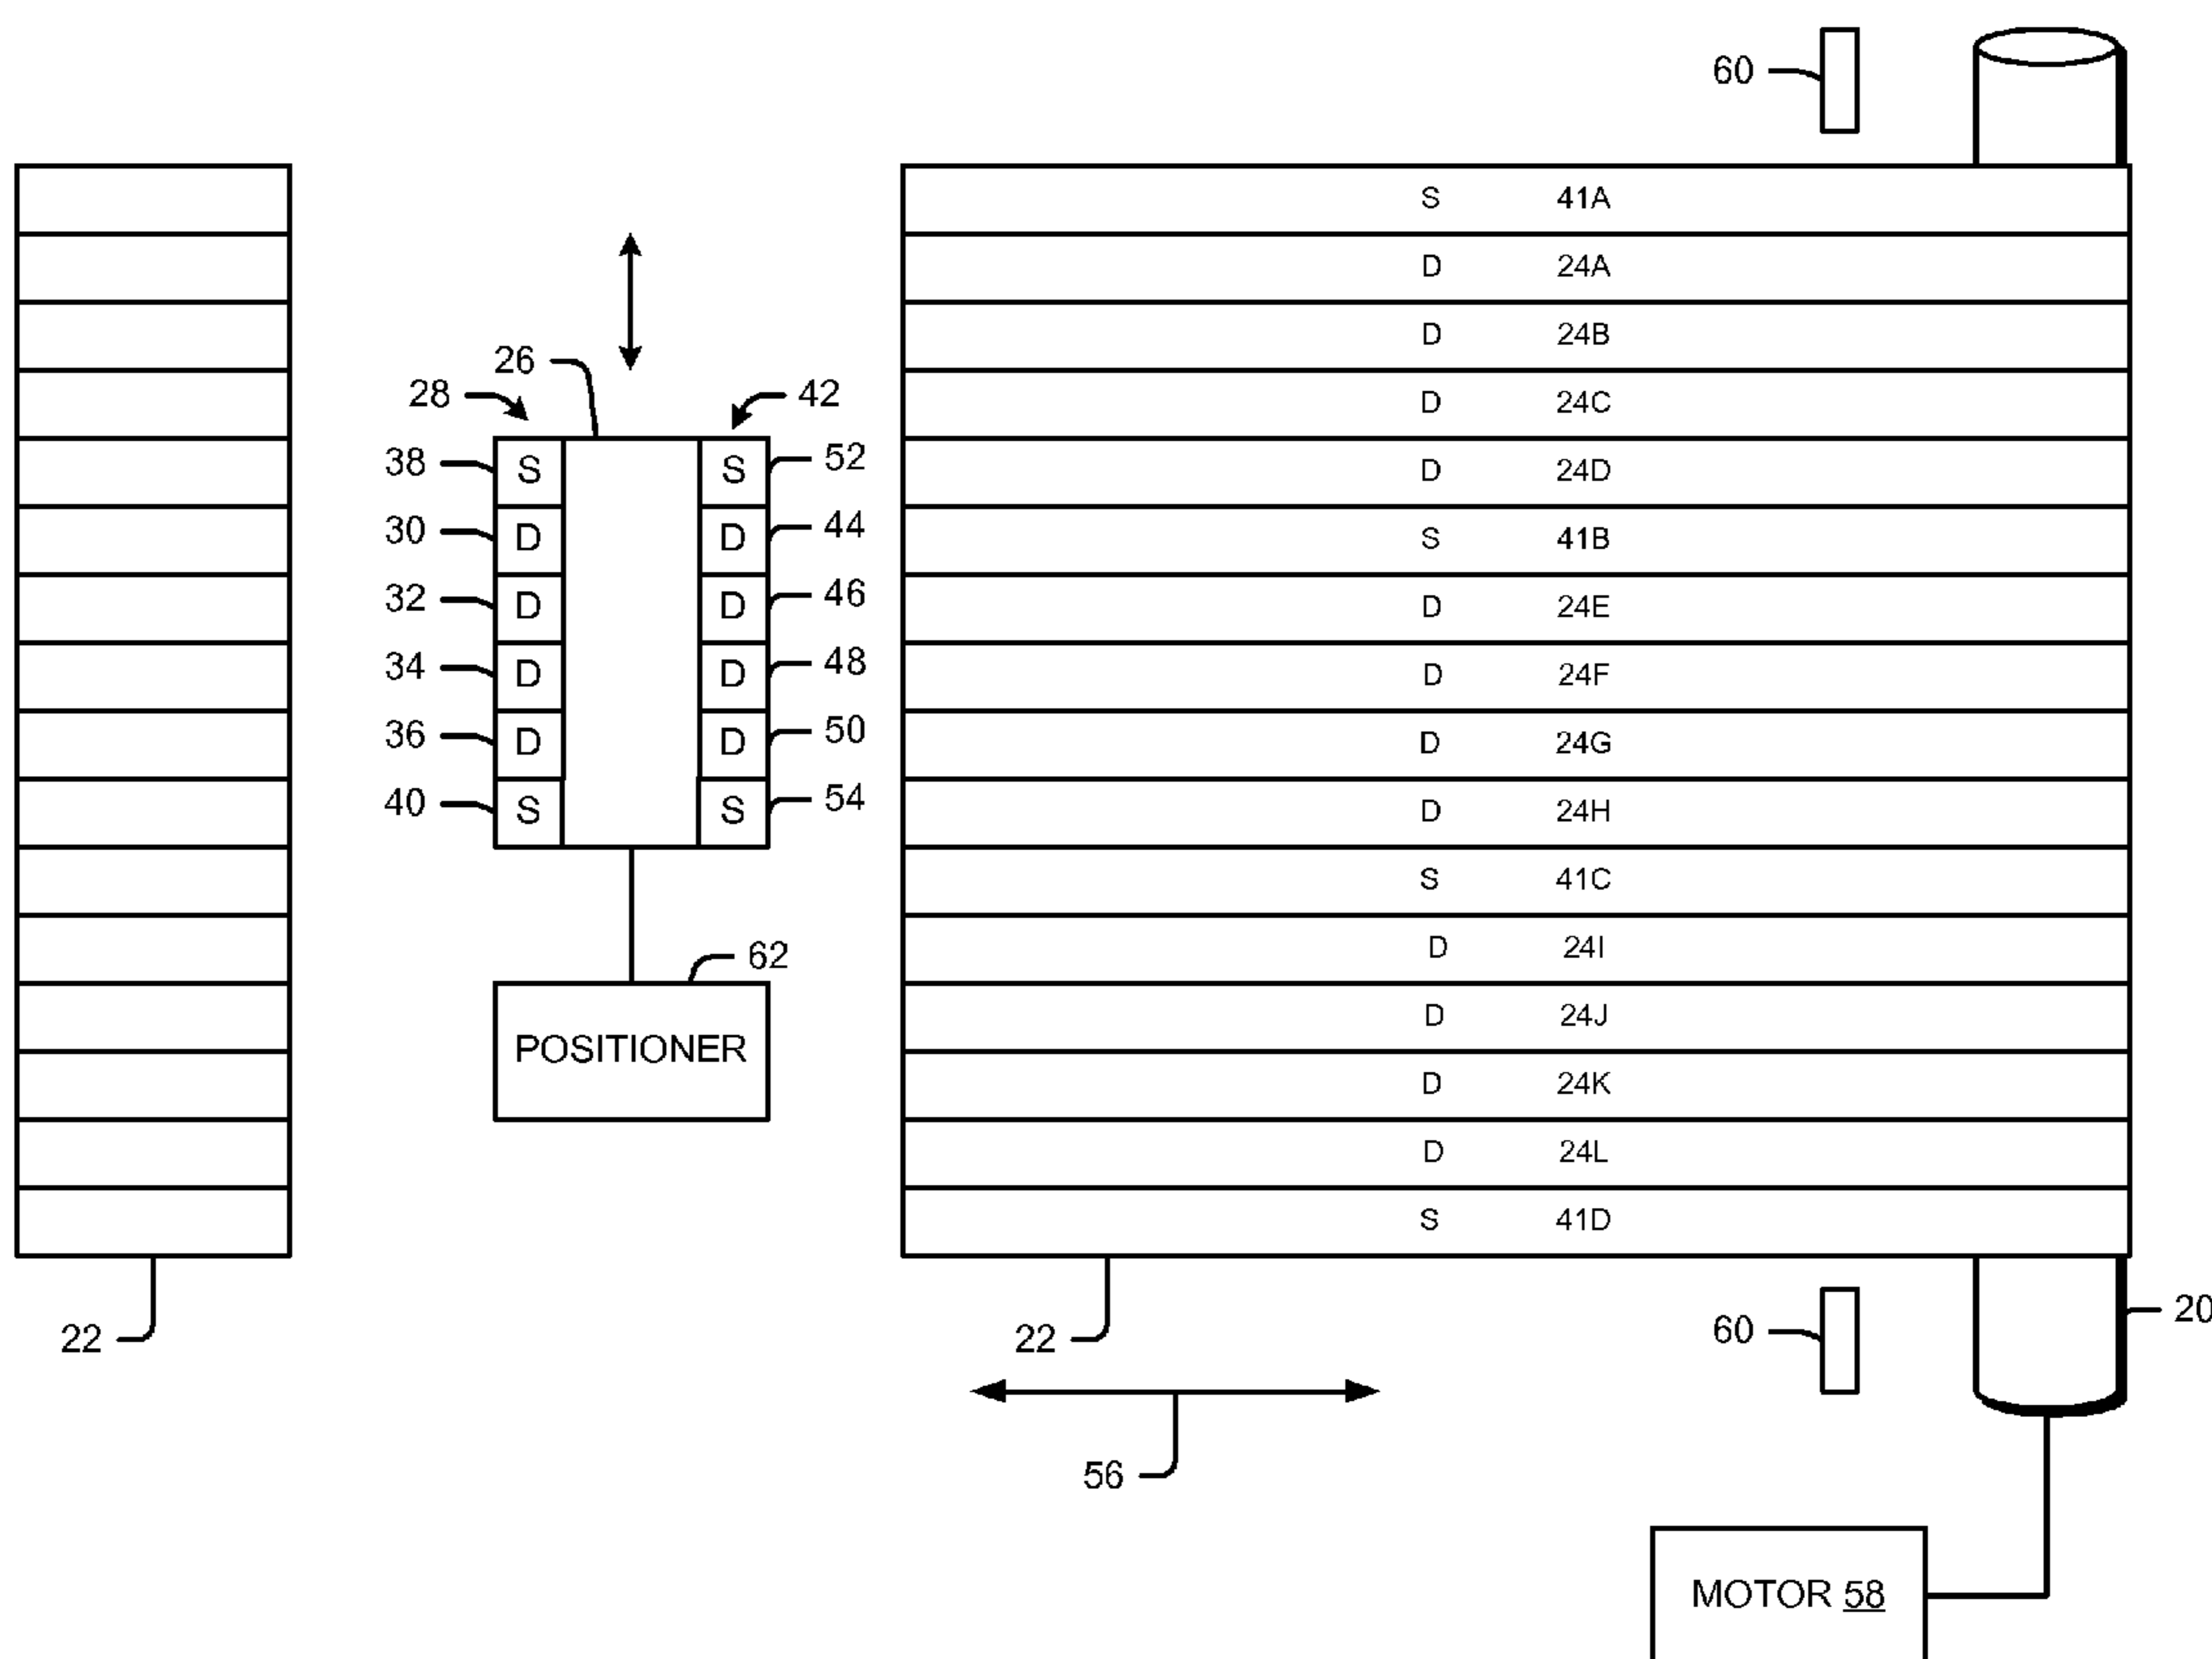 60
S 41A
D 24A
D 24B
26
28
42
D 24C
38 S S 52
D 24D
30 D D 44
S 41B
32 D D 46
D 24E
34 D D 48
D 24F
36 D D 50
D 24G
40 S S 54
D 24H
S 41C
62
D 24I
POSITIONER
D 24J
D 24K
D 24L
S 41D
22
22
60
20
56
MOTOR 58